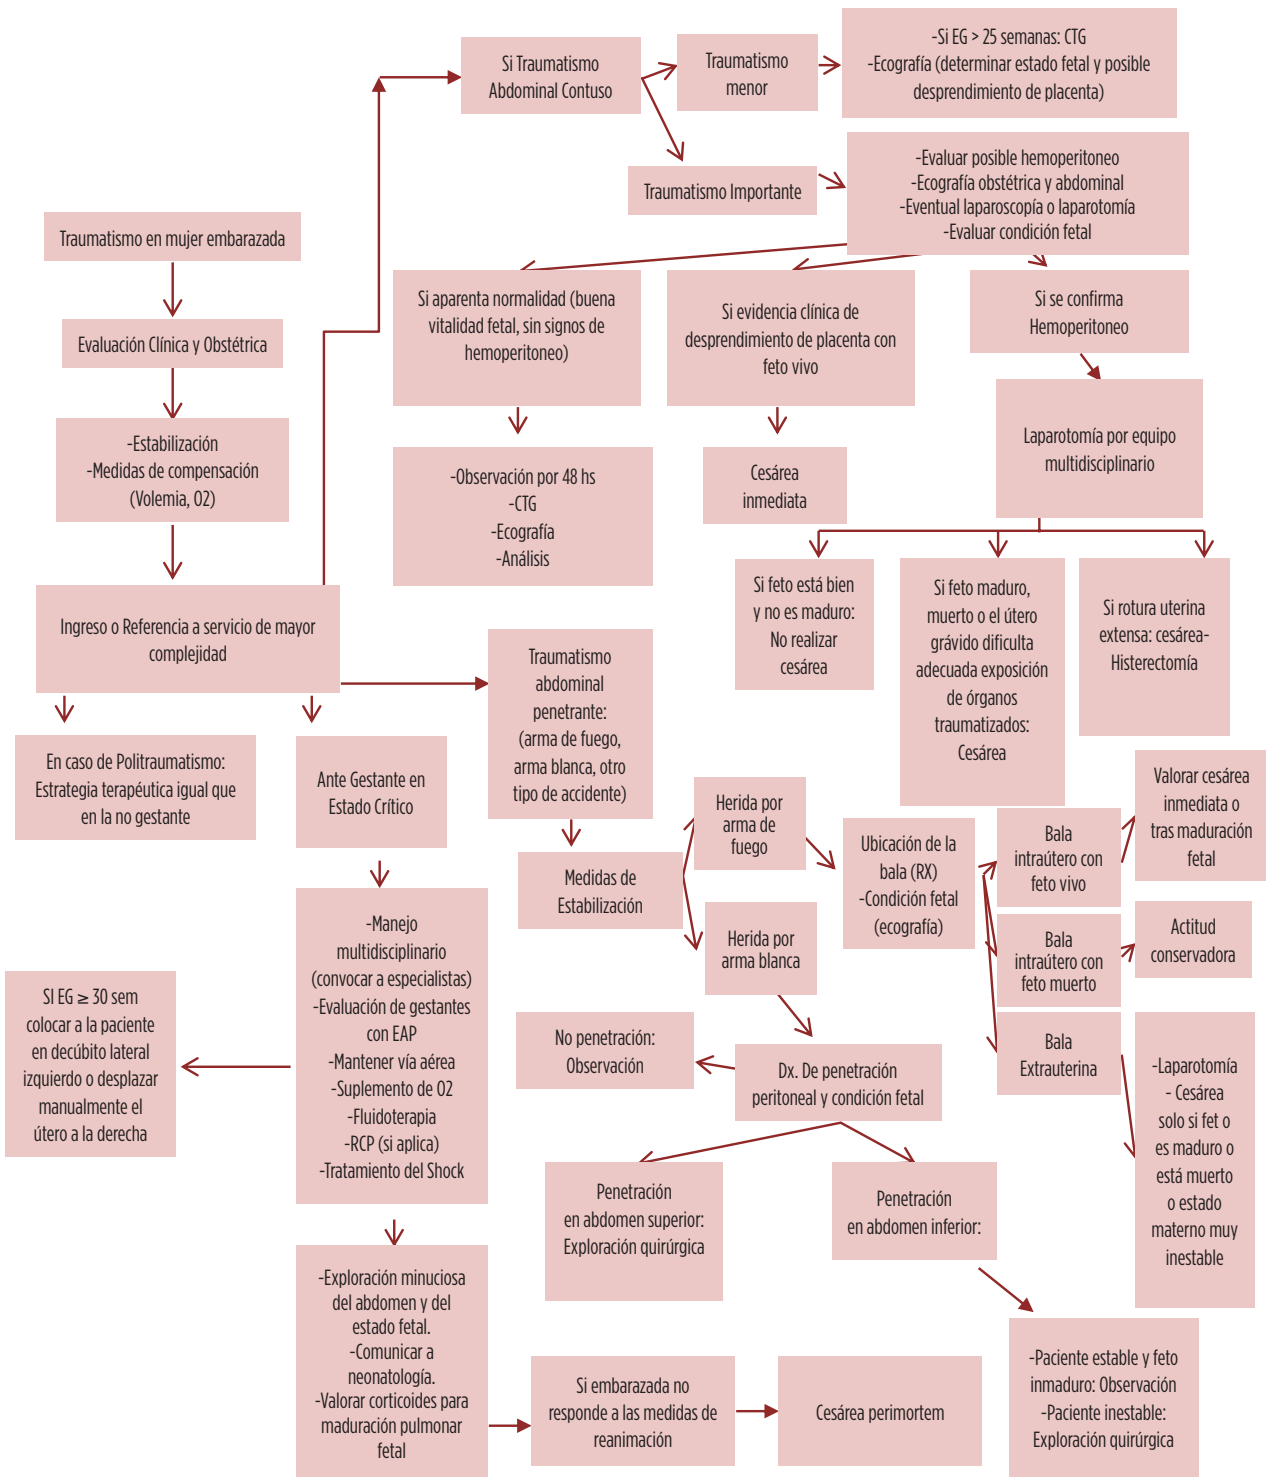 Si Traumatismo
Abdominal Contuso
Traumatismo
menor
-Si EG > 25 semanas: CTG
-Ecografía (determinar estado fetal y posible
desprendimiento de placenta)
Traumatismo Importante
-Evaluar posible hemoperitoneo
-Ecografía obstétrica y abdominal
-Eventual laparoscopía o laparotomía
-Evaluar condición fetal
Traumatismo en mujer embarazada
Evaluación Clínica y Obstétrica
-Estabilización
-Medidas de compensación
(Volemia, O2)
Ingreso o Referencia a servicio de mayor
complejidad
Si aparenta normalidad (buena
vitalidad fetal, sin signos de
hemoperitoneo)
Si evidencia clínica de
desprendimiento de placenta con
feto vivo
Si se confirma
Hemoperitoneo
-Observación por 48 hs
-CTG
-Ecografía
-Análisis
Cesárea
inmediata
Laparotomía por equipo
multidisciplinario
Si feto está bien
y no es maduro:
No realizar
cesárea
Si feto maduro,
muerto o el útero
grávido dificulta
adecuada exposición
de órganos
traumatizados:
Cesárea
Si rotura uterina
extensa: cesárea-
Histerectomía
En caso de Politraumatismo:
Estrategia terapéutica igual que
en la no gestante
Ante Gestante en
Estado Crítico
Traumatismo
abdominal
penetrante:
(arma de fuego,
arma blanca, otro
tipo de accidente)
Medidas de
Estabilización
Herida por
arma de
fuego
Herida por
arma blanca
Ubicación de la
bala (RX)
-Condición fetal
(ecografía)
Bala
intraútero con
feto vivo
Valorar cesárea
inmediata o
tras maduración
fetal
Bala
intraútero con
feto muerto
Actitud
conservadora
Bala
Extrauterina
-Laparotomía
- Cesárea
solo si fet o
es maduro o
está muerto
o estado
materno muy
inestable
-Manejo
multidisciplinario
(convocar a especialistas)
-Evaluación de gestantes
con EAP
-Mantener vía aérea
-Suplemento de O2
-Fluidoterapia
-RCP (si aplica)
-Tratamiento del Shock
SI EG ≥ 30 sem
colocar a la paciente
en decúbito lateral
izquierdo o desplazar
manualmente el
útero a la derecha
No penetración:
Observación
Dx. De penetración
peritoneal y condición fetal
Penetración
en abdomen superior:
Exploración quirúrgica
Penetración
en abdomen inferior:
-Paciente estable y feto
inmaduro: Observación
-Paciente inestable:
Exploración quirúrgica
-Exploración minuciosa
del abdomen y del
estado fetal.
-Comunicar a
neonatología.
-Valorar corticoides para
maduración pulmonar
fetal
Si embarazada no
responde a las medidas de
reanimación
Cesárea perimortem